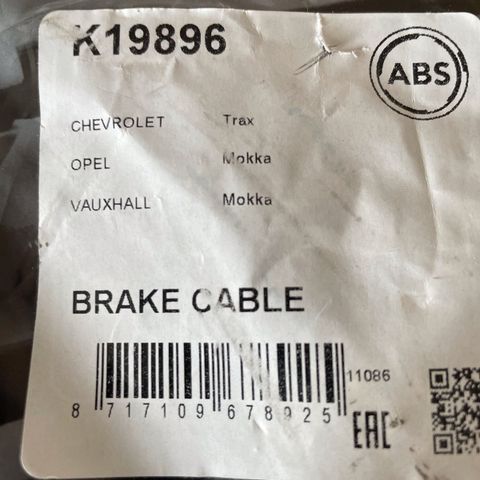 K19896
ABS
CHEVROLET Trax
OPEL Mokka
VAUXHALL Mokka
BRAKE CABLE
11086
8 717109 678925
EAC